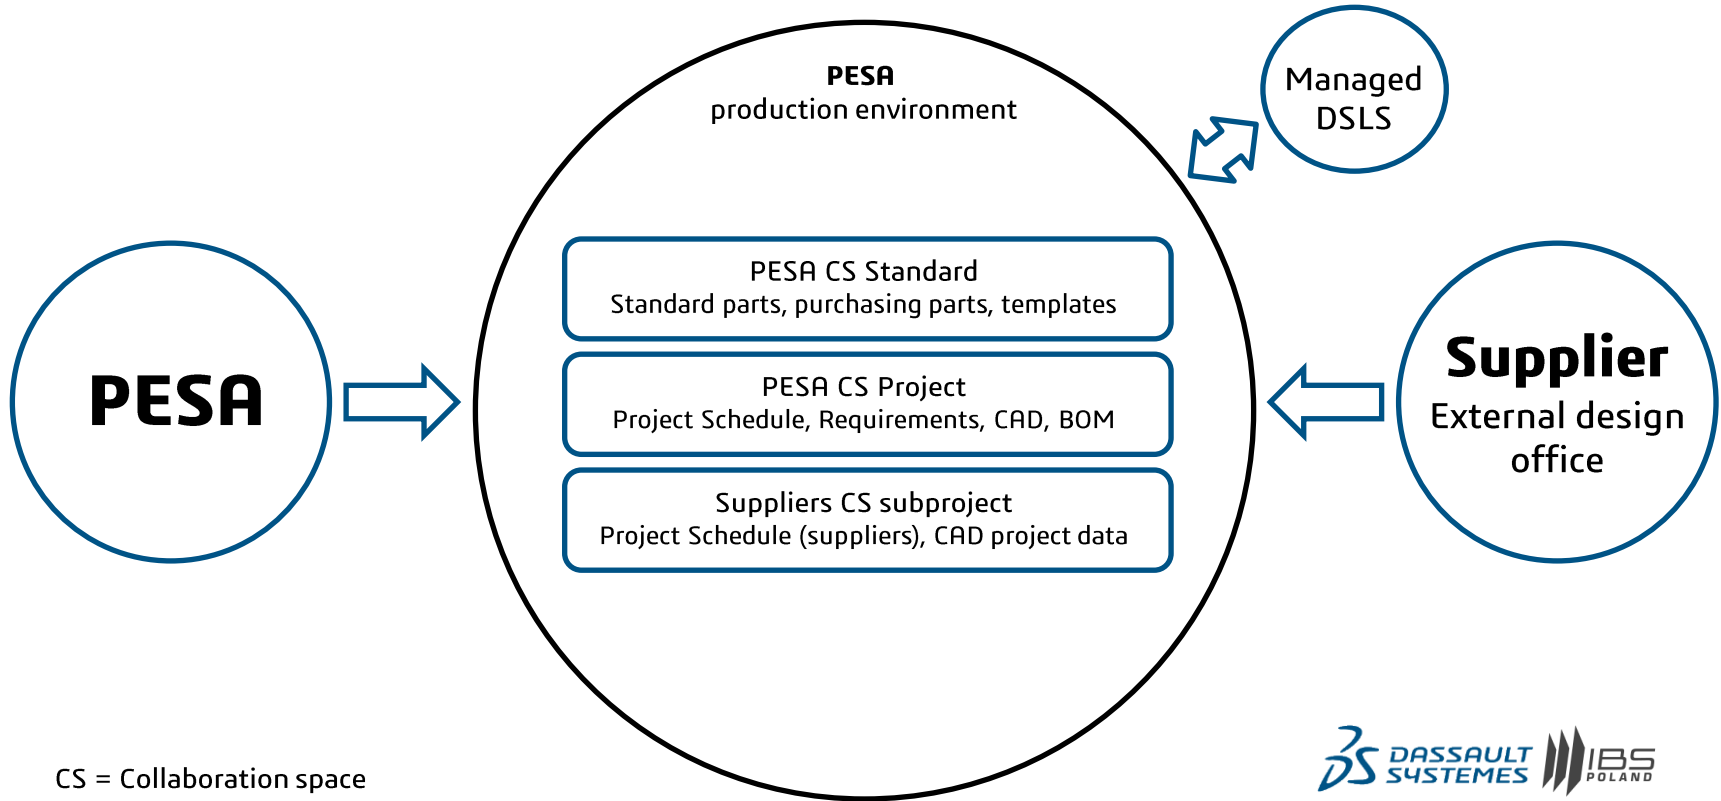 PESA
production environment
Managed
DSLS
PESA CS Standard
Standard parts, purchasing parts, templates
PESA
PESA CS Project
Project Schedule, Requirements, CAD, BOM
Supplier
External design
office
Suppliers CS subproject
Project Schedule (suppliers), CAD project data
CS = Collaboration space
3DS DASSAULT
SYSTEMES
IBS
POLAND